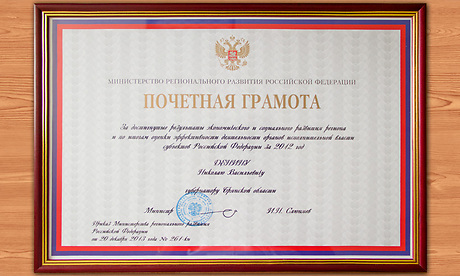 МИНИСТЕРСТВО РЕГИОНАЛЬНОГО РАЗВИТИЯ РОССИЙСКОЙ ФЕДЕРАЦИИ
ПОЧЕТНАЯ ГРАМОТА
За достигнутые результаты экономического и социального развития региона
и по итогам оценки эффективности деятельности органов исполнительной власти
субъектов Российской Федерации за 2012 год
ДЕНИНУ
Николаю Васильевичу
губернатору Брянской области
Министр И.Н. Слюняев
Приказ Министерства регионального развития
Российской Федерации
от 20 декабря 2013 года № 261-кн